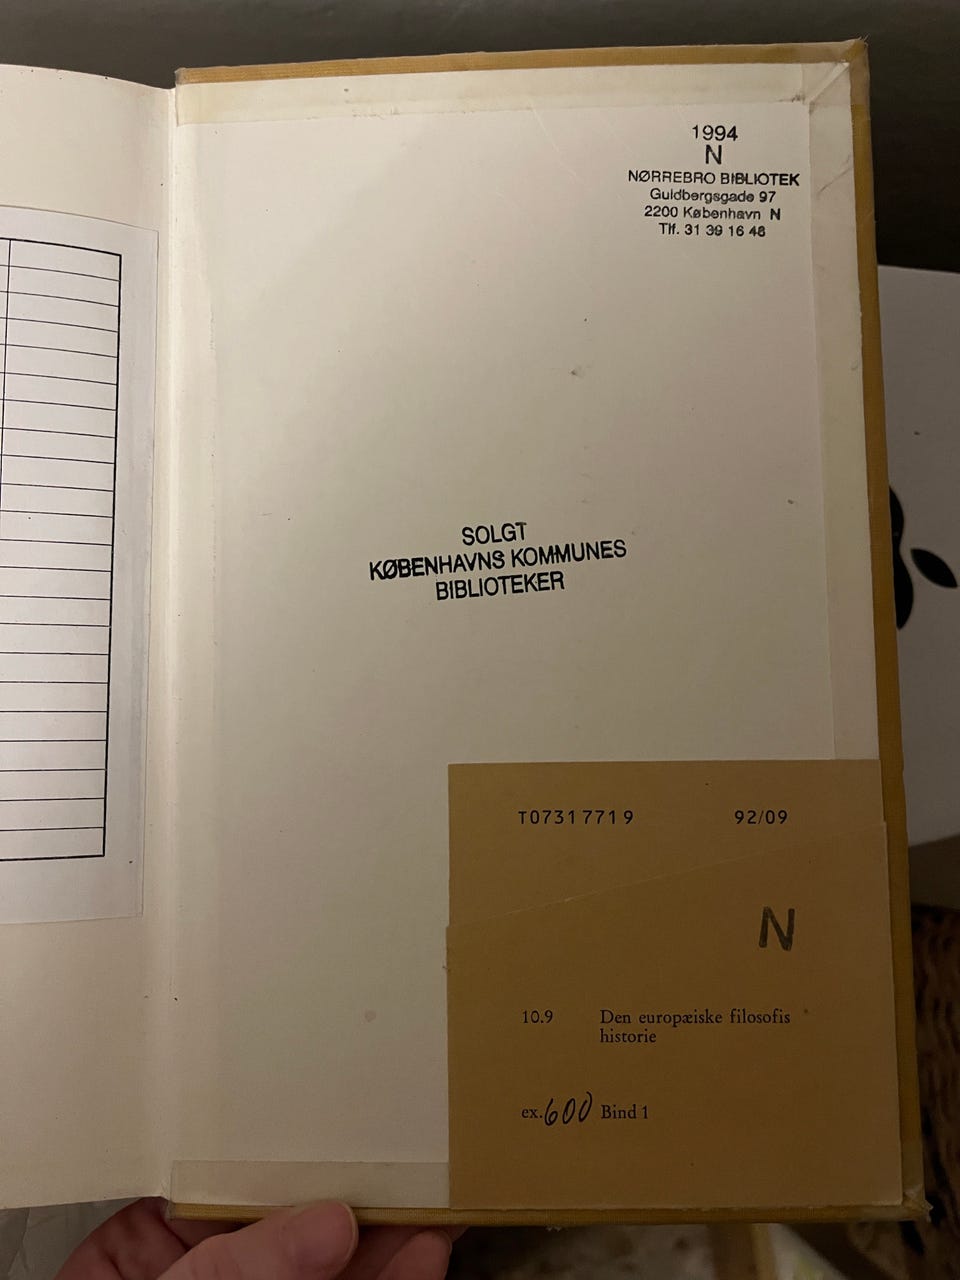 1994
N
NØRREBRO BIBLIOTEK
Guldbergsgade 97
2200 København N
Tlf. 31 39 16 48
SOLGT
KØBENHAVNS KOMMUNES
BIBLIOTEKER
T07317719 92/09
N
10.9 Den europæiske filosofis
historie
ex. 600 Bind 1